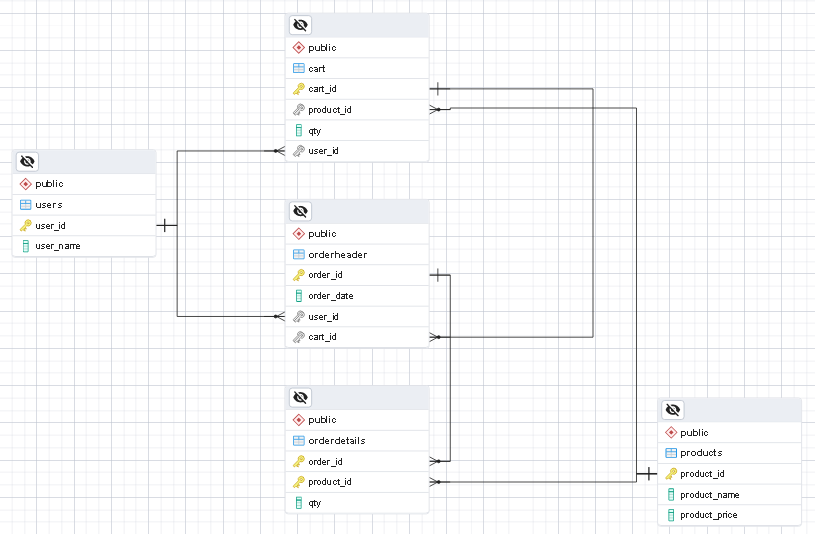 public
cart
cart_id
product_id
qty
user_id
public
users
user_id
user_name
public
orderheader
order_id
order_date
user_id
cart_id
public
orderdetails
order_id
product_id
qty
public
products
product_id
product_name
product_price